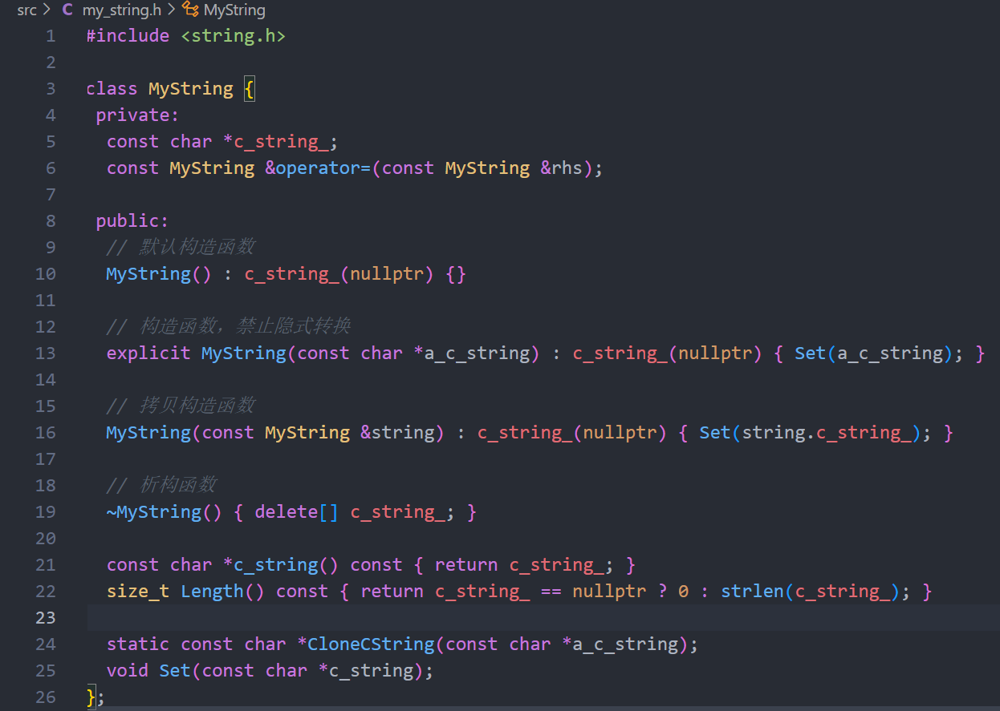 src > C my_string.h > MyString
1 #include <string.h>
2
3 class MyString {
4 private:
5 const char *c_string_;
6 const MyString &operator=(const MyString &rhs);
7
8 public:
9 // 默认构造函数
10 MyString() : c_string_(nullptr) {}
11
12 // 构造函数，禁止隐式转换
13 explicit MyString(const char *a_c_string) : c_string_(nullptr) { Set(a_c_string); }
14
15 // 拷贝构造函数
16 MyString(const MyString &string) : c_string_(nullptr) { Set(string.c_string_); }
17
18 // 析构函数
19 ~MyString() { delete[] c_string_; }
20
21 const char *c_string() const { return c_string_; }
22 size_t Length() const { return c_string_ == nullptr ? 0 : strlen(c_string_); }
23
24 static const char *CloneCString(const char *a_c_string);
25 void Set(const char *c_string);
26 };